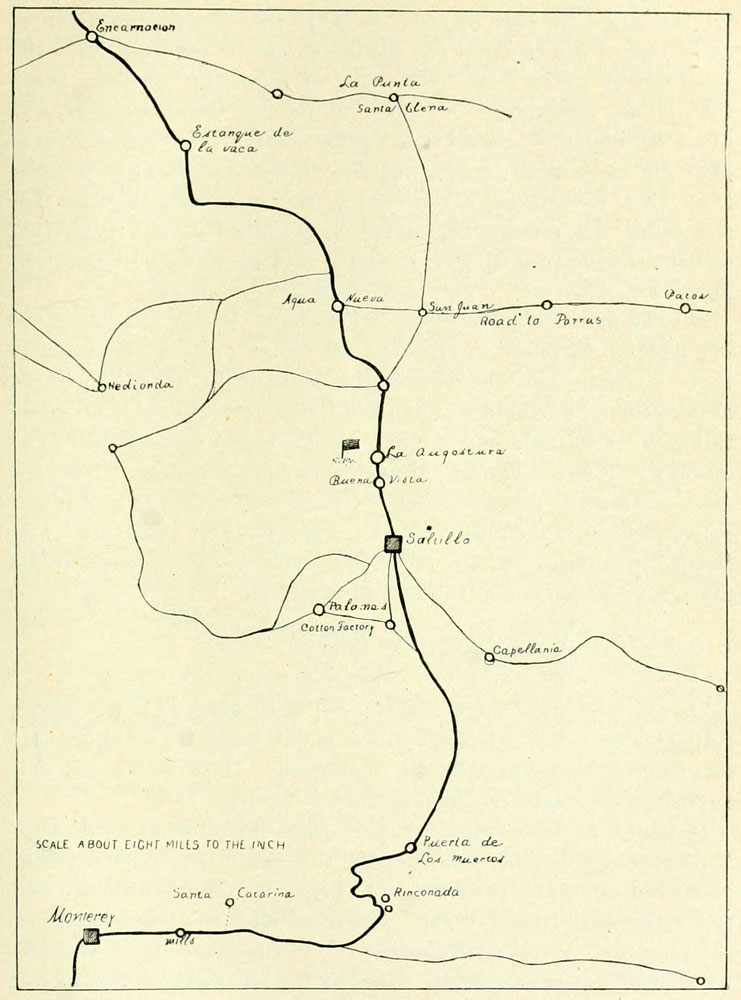 Encarnacion
La Punta
Santa Elena
Estanque de
la vaca
Agua Nueva
San Juan
Patos
Road to Parras
Hedionda
La Angostura
Buena Vista
Saltillo
Palomas
Cotton Factory
Capellania
SCALE ABOUT EIGHT MILES TO THE INCH
Puerta de
Los muertos
Santa Catarina
Rinconada
Monterey
mills